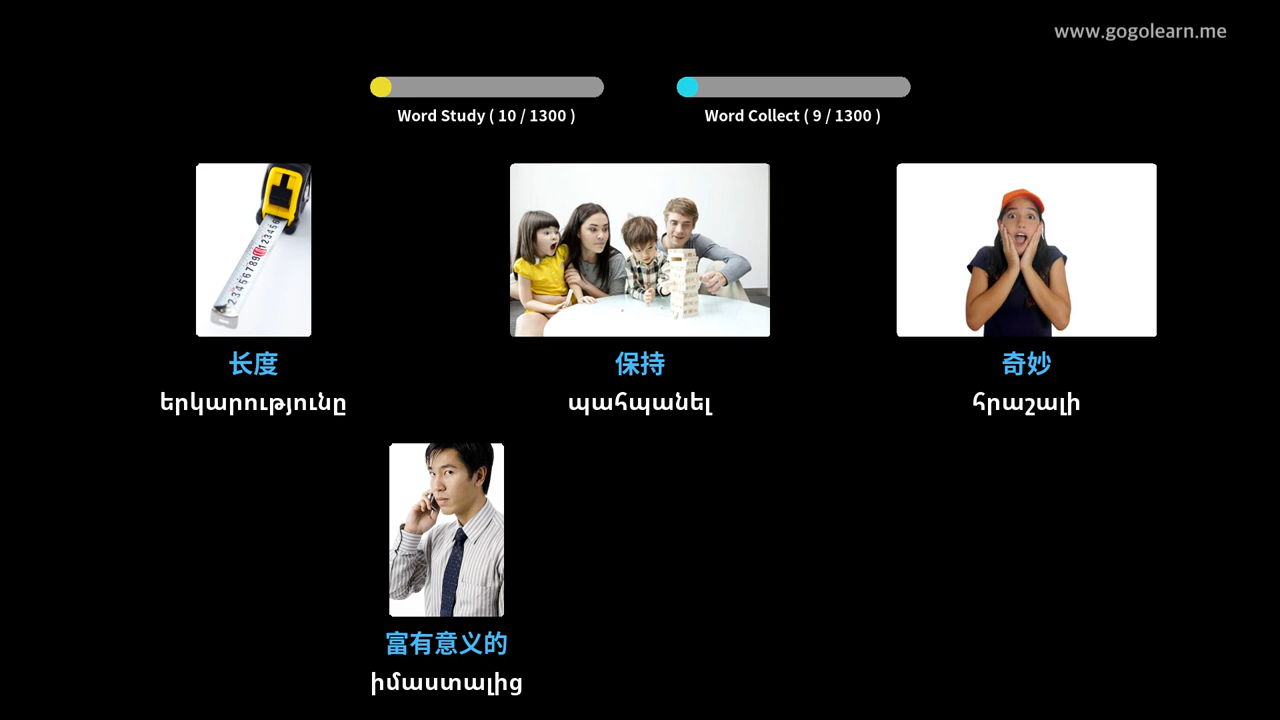 www.gogolearn.me
Word Study ( 10 / 1300 )
Word Collect ( 9 / 1300 )
长度
երկարությունը
保持
պահպանել
奇妙
հրաշալի
富有意义的
իմաստալից